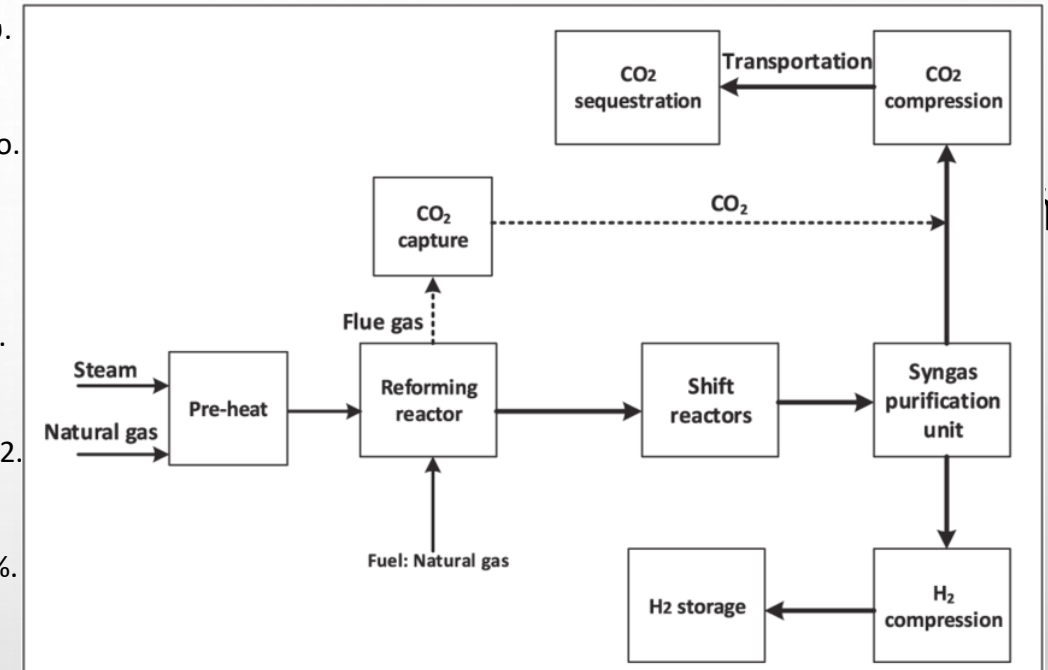 ).
o.
.
2.
%.
CO2
sequestration
Transportation
CO2
compression
CO₂
capture
CO₂
Flue gas
Steam
Natural gas
Pre-heat
Reforming
reactor
Shift
reactors
Syngas
purification
unit
Fuel: Natural gas
H2 storage
H₂
compression